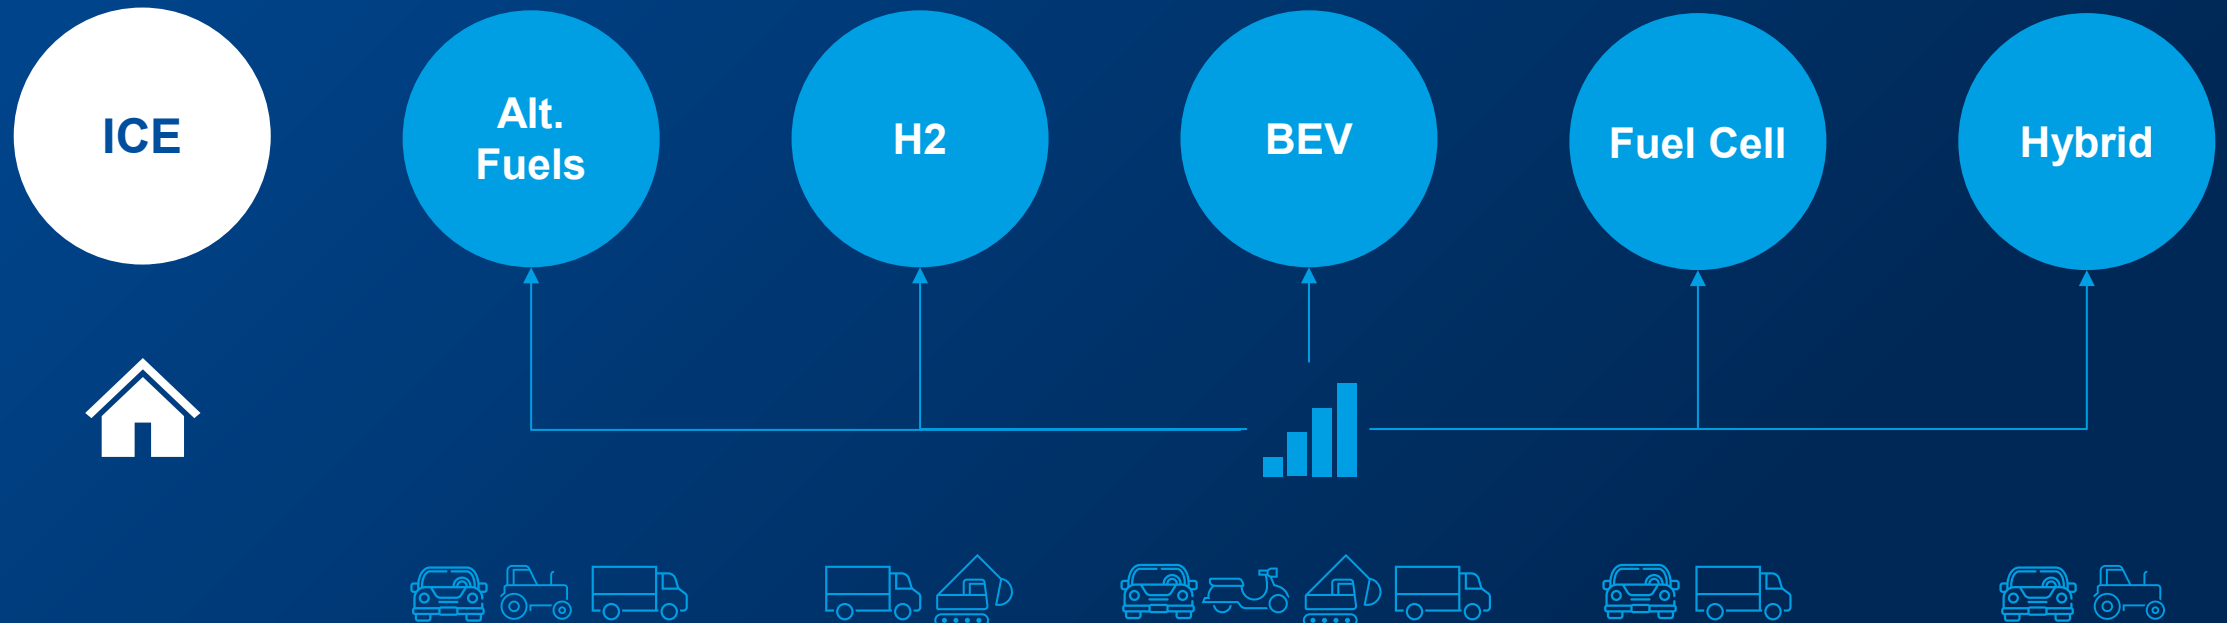 ICE
Alt.
Fuels
H2
BEV
Fuel Cell
Hybrid